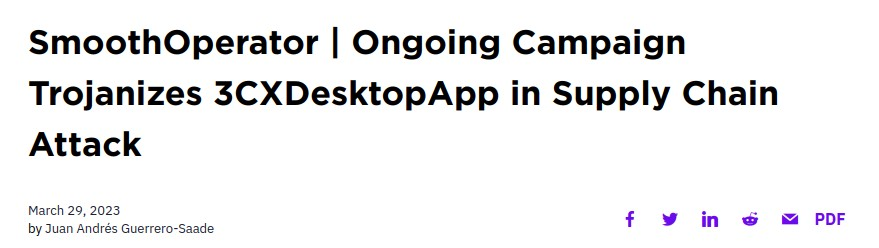 SmoothOperator | Ongoing Campaign
Trojanizes 3CXDesktopApp in Supply Chain
Attack
March 29, 2023
by Juan Andrés Guerrero-Saade
PDF